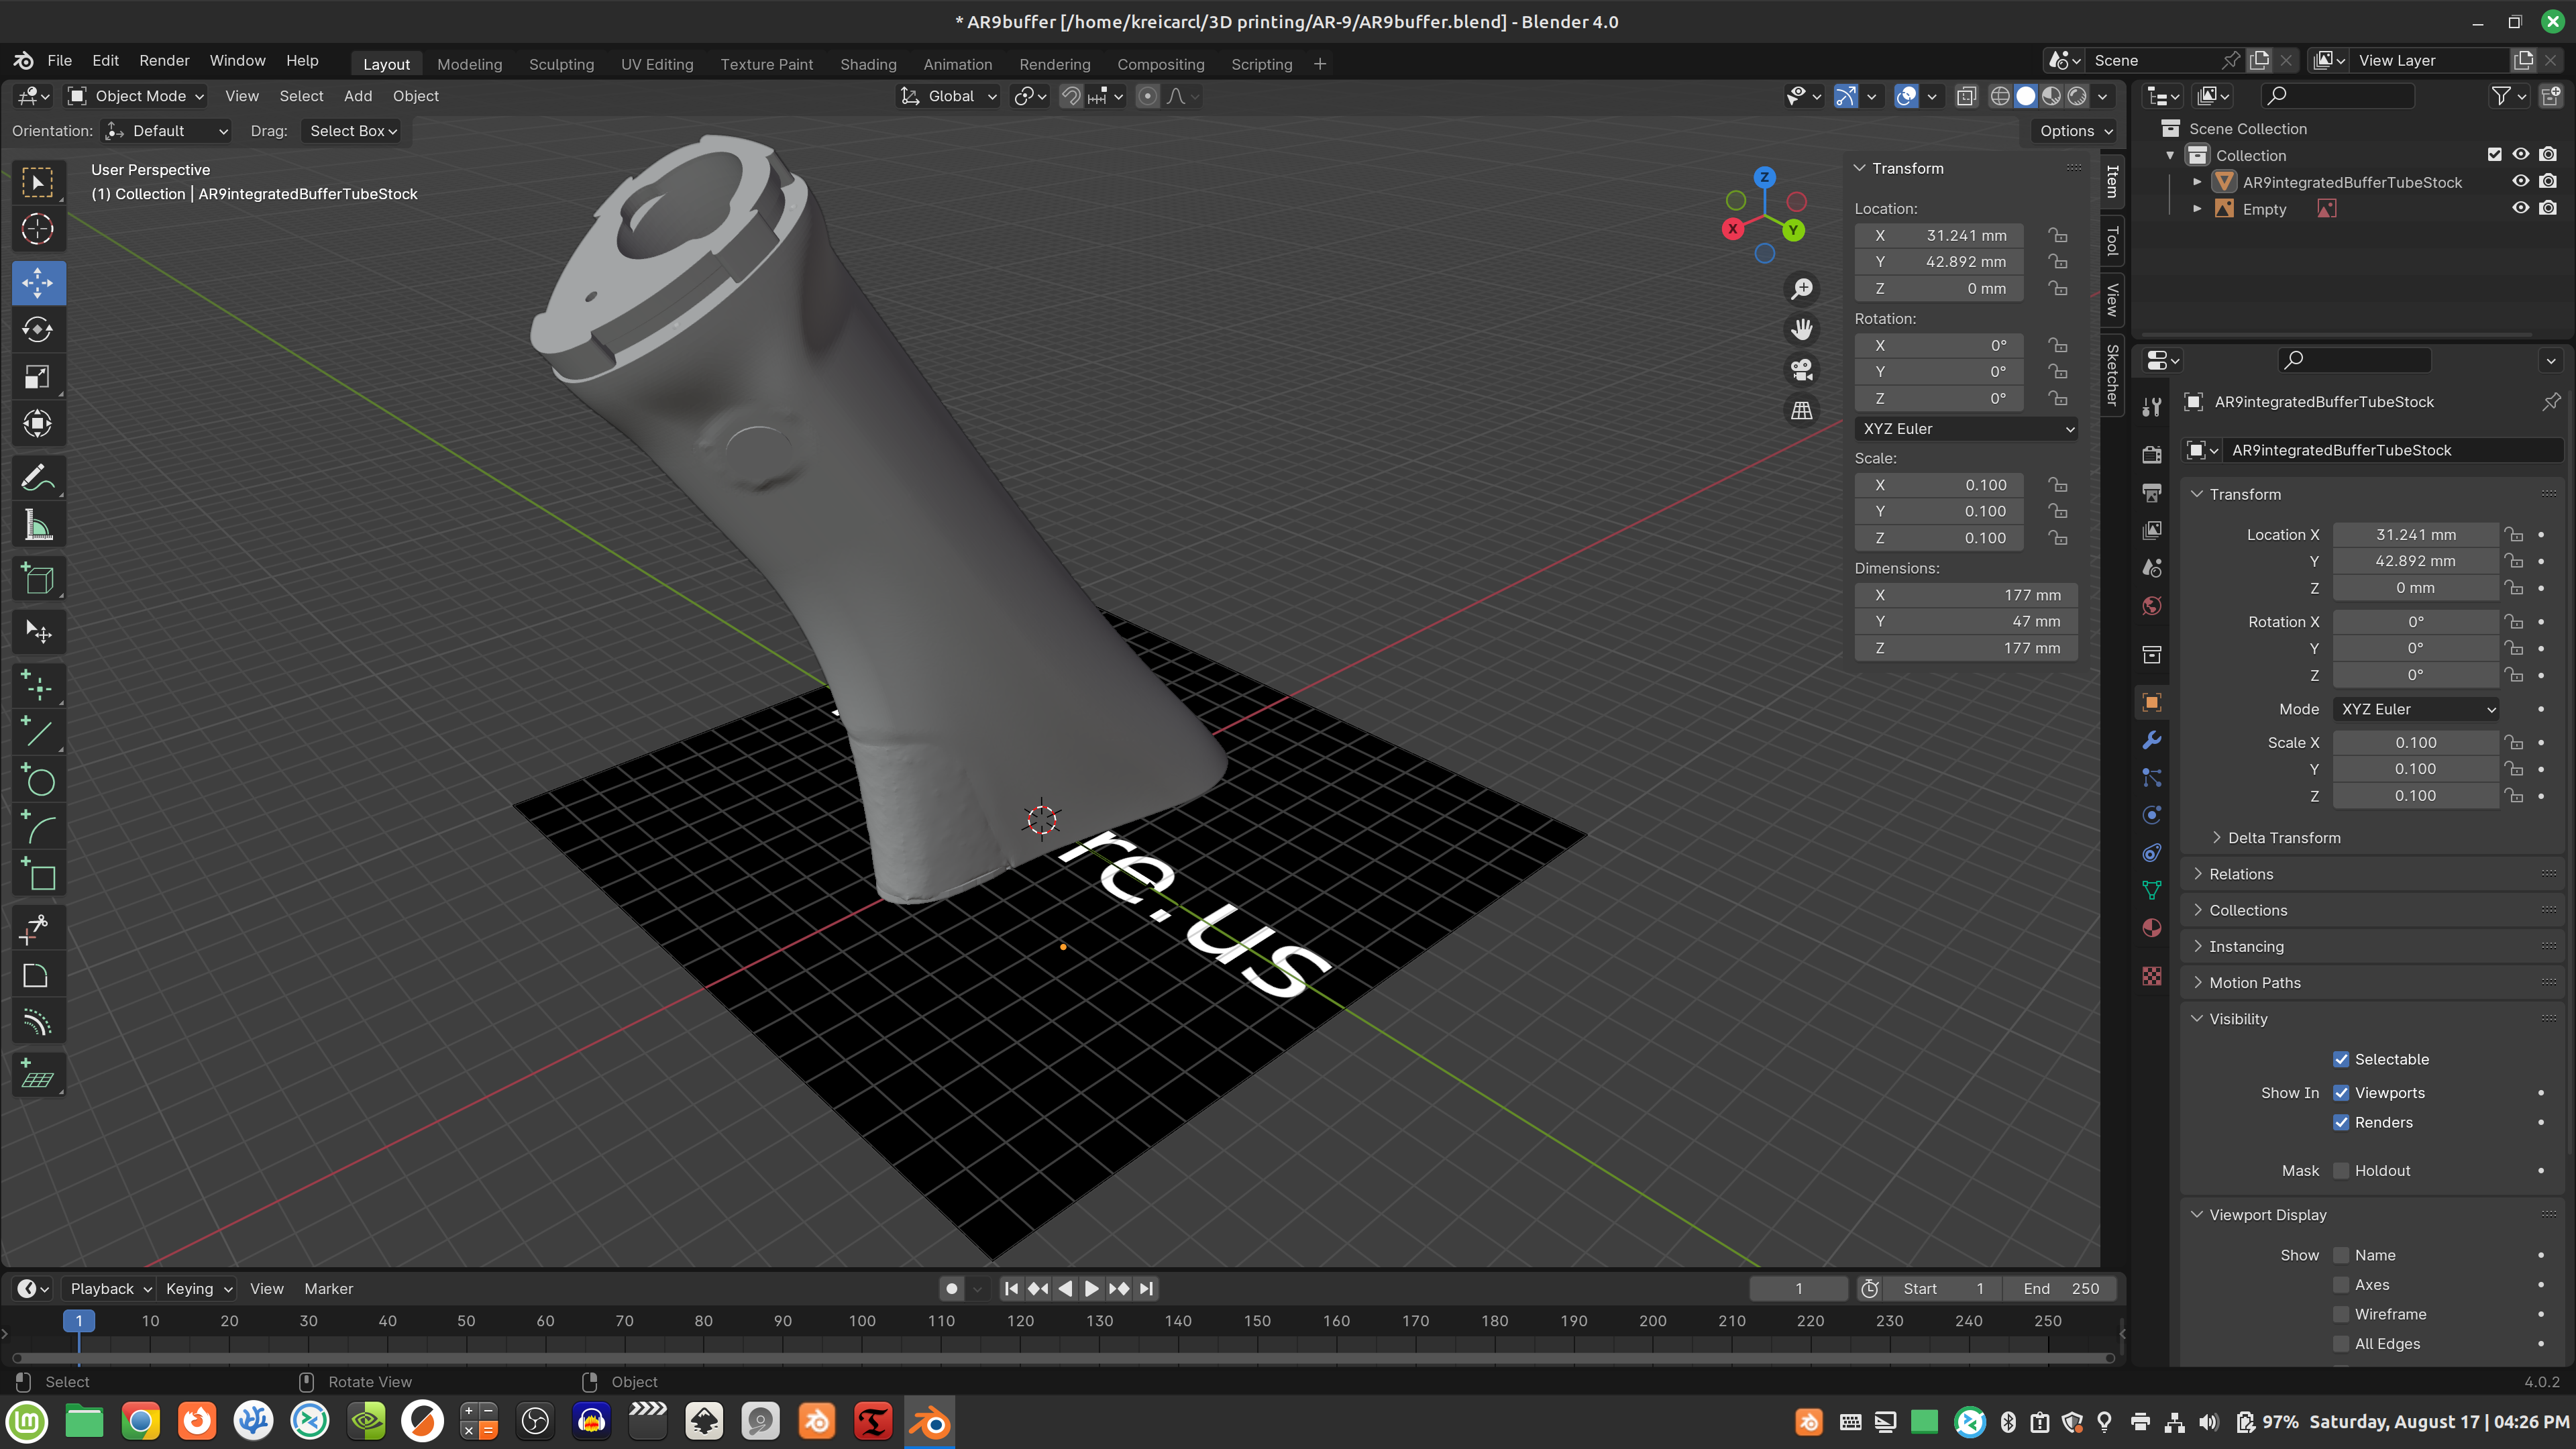 * AR9buffer [/home/kreicarcl/3D printing/AR-9/AR9buffer.blend] - Blender 4.0
File Edit Render Window Help
Layout Modeling Sculpting UV Editing Texture Paint Shading Animation Rendering Compositing Scripting +
Scene
View Layer
Object Mode View Select Add Object
Global
Orientation: Default Drag: Select Box
Options
User Perspective
(1) Collection | AR9integratedBufferTubeStock
Z
X
Y
re.us
Transform
Location:
X 31.241 mm
Y 42.892 mm
Z 0 mm
Rotation:
X 0°
Y 0°
Z 0°
XYZ Euler
Scale:
X 0.100
Y 0.100
Z 0.100
Dimensions:
X 177 mm
Y 47 mm
Z 177 mm
Item
Tool
View
Sketcher
Scene Collection
Collection
AR9integratedBufferTubeStock
Empty
AR9integratedBufferTubeStock
AR9integratedBufferTubeStock
Transform
Location X 31.241 mm
Y 42.892 mm
Z 0 mm
Rotation X 0°
Y 0°
Z 0°
Mode XYZ Euler
Scale X 0.100
Y 0.100
Z 0.100
Delta Transform
Relations
Collections
Instancing
Motion Paths
Visibility
Selectable
Show In Viewports
Renders
Mask Holdout
Viewport Display
Show Name
Axes
Wireframe
All Edges
Playback Keying View Marker
1 Start 1 End 250
1 10 20 30 40 50 60 70 80 90 100 110 120 130 140 150 160 170 180 190 200 210 220 230 240 250
Select Rotate View Object
4.0.2
97% Saturday, August 17 | 04:26 PM